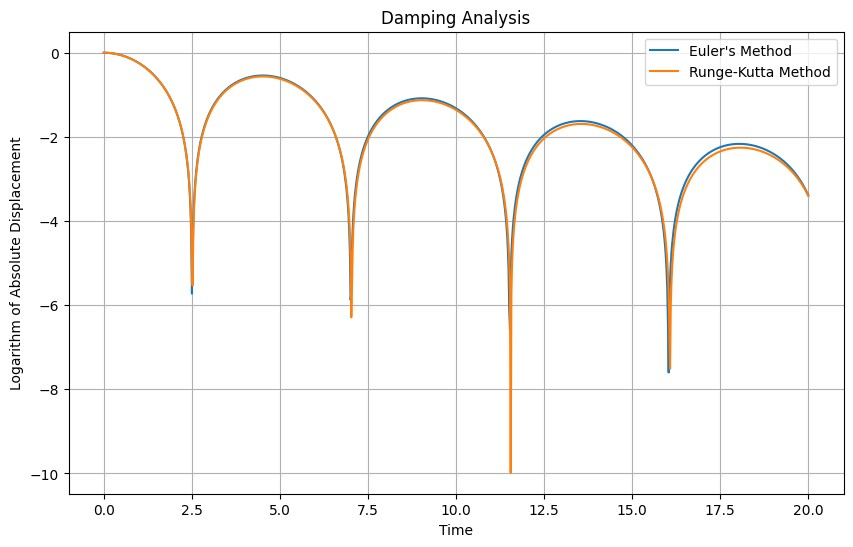 Damping Analysis
Euler's Method
Runge-Kutta Method
Logarithm of Absolute Displacement
0
−2
−4
−6
−8
−10
0.0 2.5 5.0 7.5 10.0 12.5 15.0 17.5 20.0
Time